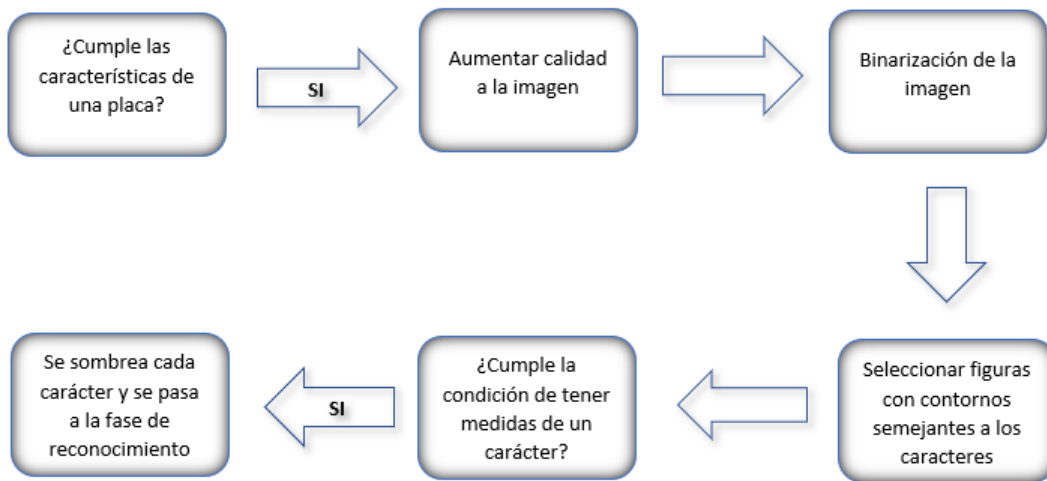 ¿Cumple las
características de
una placa?
SI
Aumentar calidad
a la imagen
Binarización de la
imagen
Seleccionar figuras
con contornos
semejantes a los
caracteres
¿Cumple la
condición de tener
medidas de un
carácter?
SI
Se sombrea cada
carácter y se pasa
a la fase de
reconocimiento